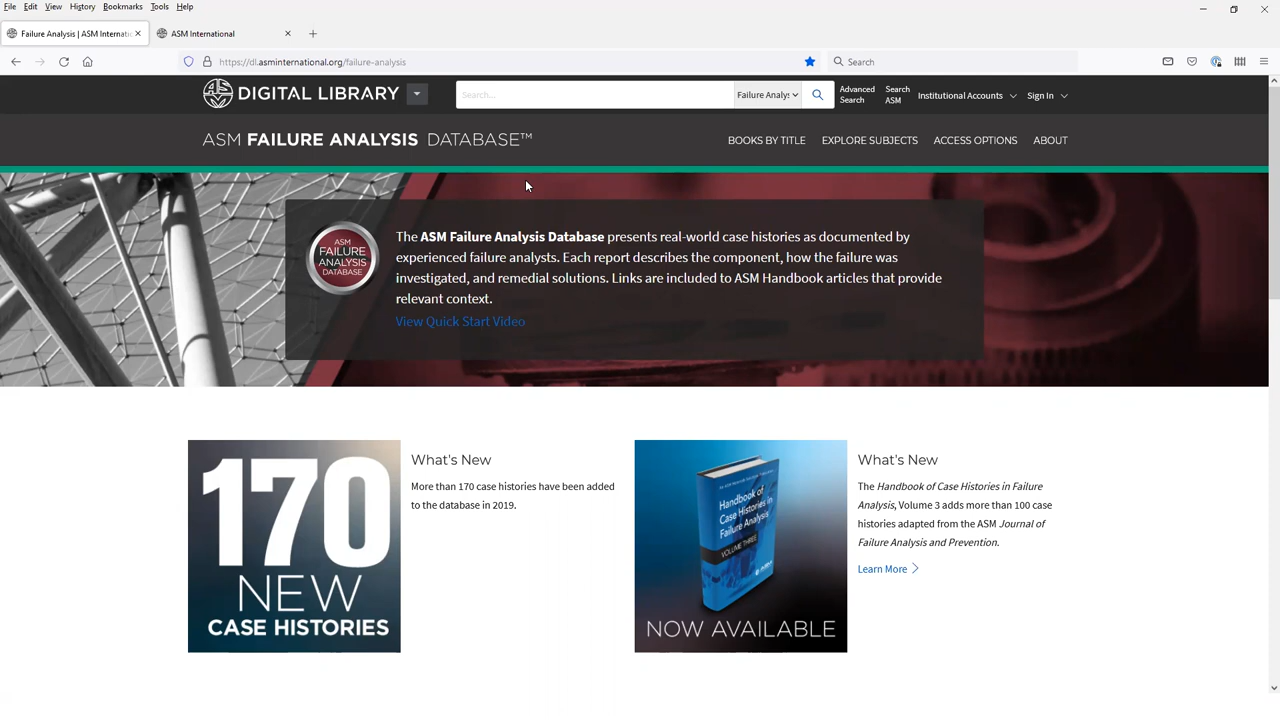 File Edit View History Bookmarks Tools Help
Failure Analysis | ASM Internatio
ASM International
https://dl.asminternational.org/failure-analysis
Search
DIGITAL LIBRARY
Search...
Failure Analys
Advanced Search
Search ASM
Institutional Accounts
Sign In
ASM FAILURE ANALYSIS DATABASE™
BOOKS BY TITLE
EXPLORE SUBJECTS
ACCESS OPTIONS
ABOUT
ASM
FAILURE
ANALYSIS
DATABASE
The ASM Failure Analysis Database presents real-world case histories as documented by
experienced failure analysts. Each report describes the component, how the failure was
investigated, and remedial solutions. Links are included to ASM Handbook articles that provide
relevant context.
View Quick Start Video
170
NEW
CASE HISTORIES
What's New
More than 170 case histories have been added
to the database in 2019.
Handbook of
Case Histories in
Failure Analysis
VOLUME THREE
NOW AVAILABLE
What's New
The Handbook of Case Histories in Failure
Analysis, Volume 3 adds more than 100 case
histories adapted from the ASM Journal of
Failure Analysis and Prevention.
Learn More